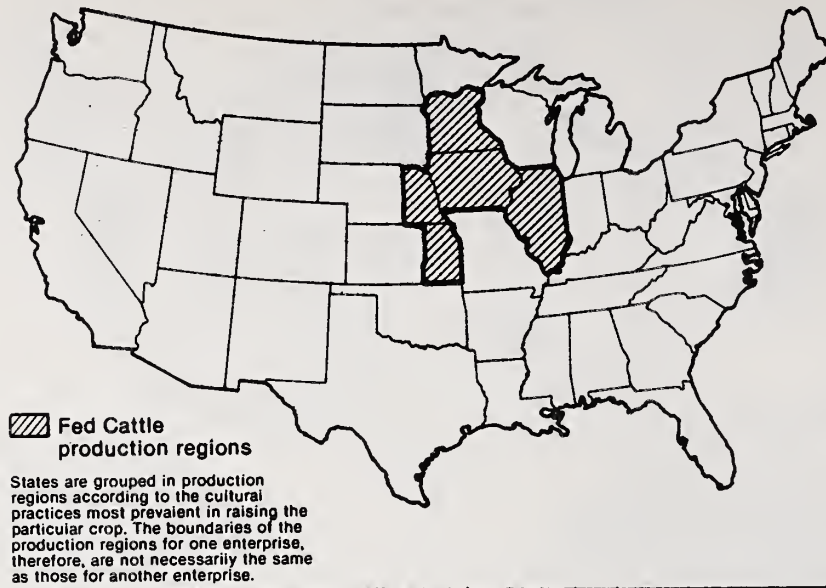 Fed Cattle
production regions
States are grouped in production
regions according to the cultural
practices most prevalent in raising the
particular crop. The boundaries of the
production regions for one enterprise,
therefore, are not necessarily the same
as those for another enterprise.